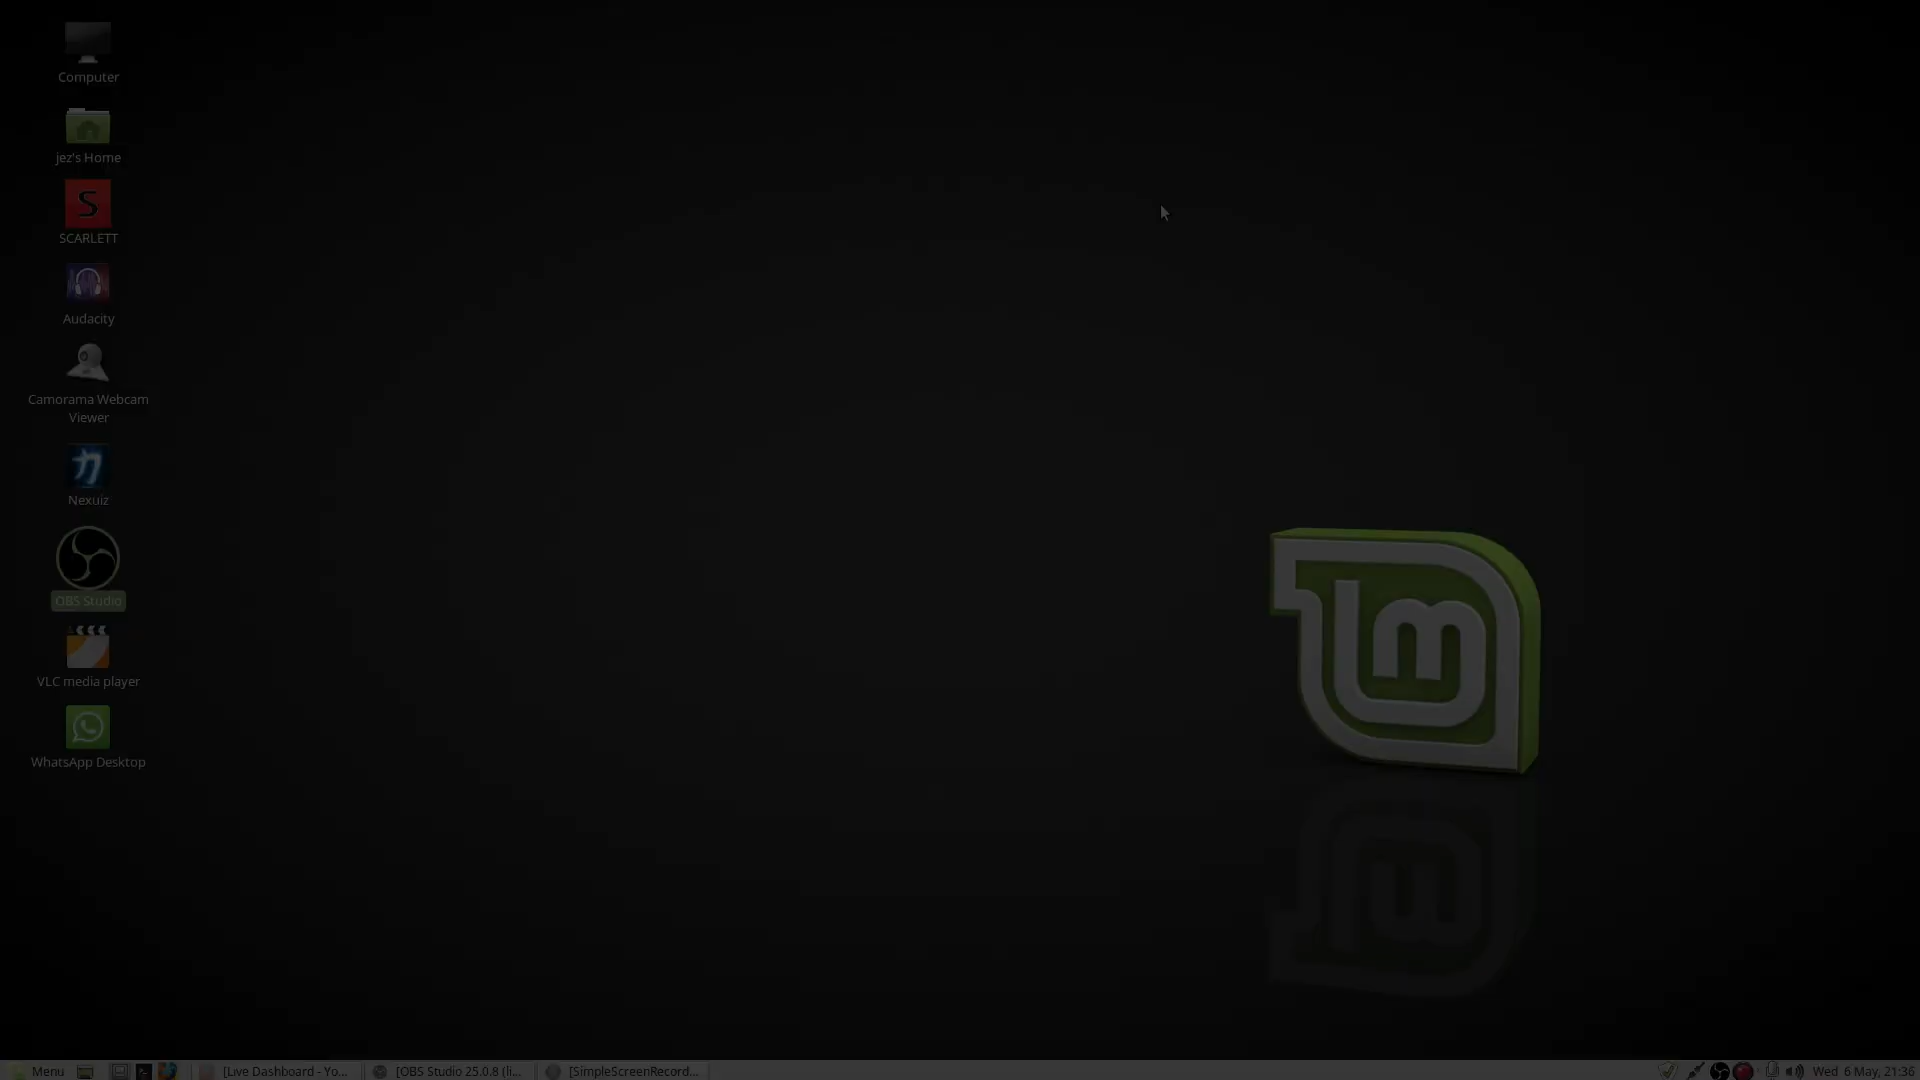 Computer
jez's Home
S
SCARLETT
Audacity
Camorama Webcam
Viewer
Nexuiz
OBS Studio
VLC media player
WhatsApp Desktop
lm
Menu
[Live Dashboard - Yo...
[OBS Studio 25.0.8 (li...
[SimpleScreenRecord...
Wed 6 May, 21:36